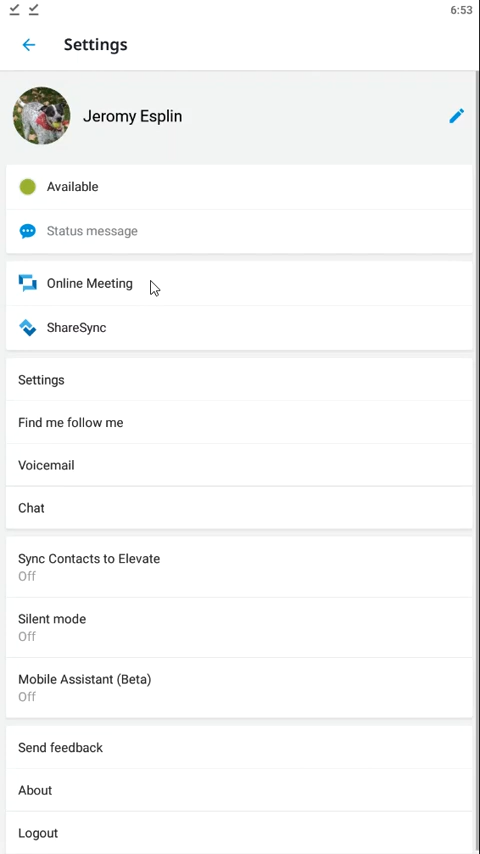 6:53
Settings
Jeromy Esplin
Available
Status message
Online Meeting
ShareSync
Settings
Find me follow me
Voicemail
Chat
Sync Contacts to Elevate
Off
Silent mode
Off
Mobile Assistant (Beta)
Off
Send feedback
About
Logout